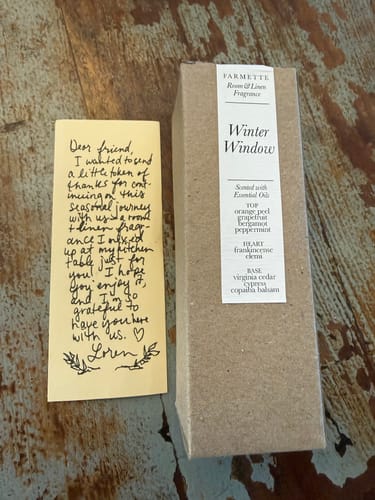 Dear friend,
I wanted to send
a little token of
thanks for con-
tinuing on this
seasonal journey
with us - a room
+ linen fragr-
ance I mixed
up at my kitchen
table just for
you! I hope
you enjoy it,
and I'm so
grateful to
have you here
with us. ♡
Loren
FARMETTE
Room & Linen
Fragrance
Winter
Window
Scented with
Essential Oils
TOP
orange peel
grapefruit
bergamot
peppermint
HEART
frankincense
elemi
BASE
virginia cedar
cypress
copaiba balsam